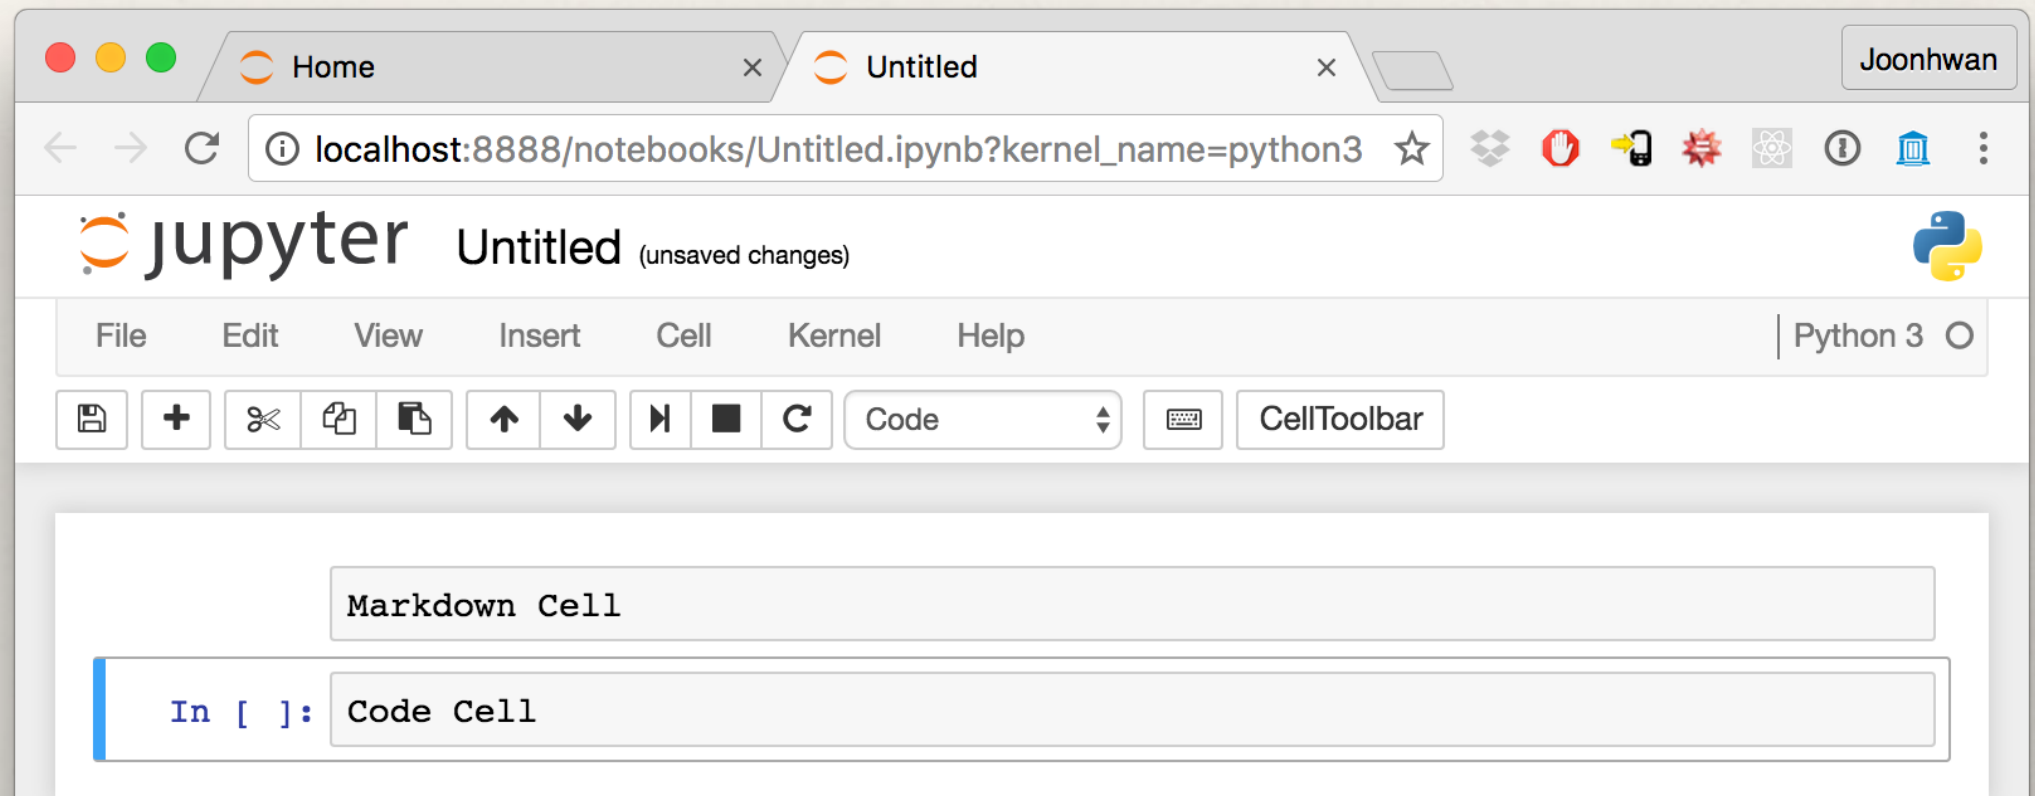 Home
Untitled
Joonhwan
localhost:8888/notebooks/Untitled.ipynb?kernel_name=python3
jupyter Untitled (unsaved changes)
File Edit View Insert Cell Kernel Help Python 3
Code CellToolbar
Markdown Cell
In [ ]: Code Cell